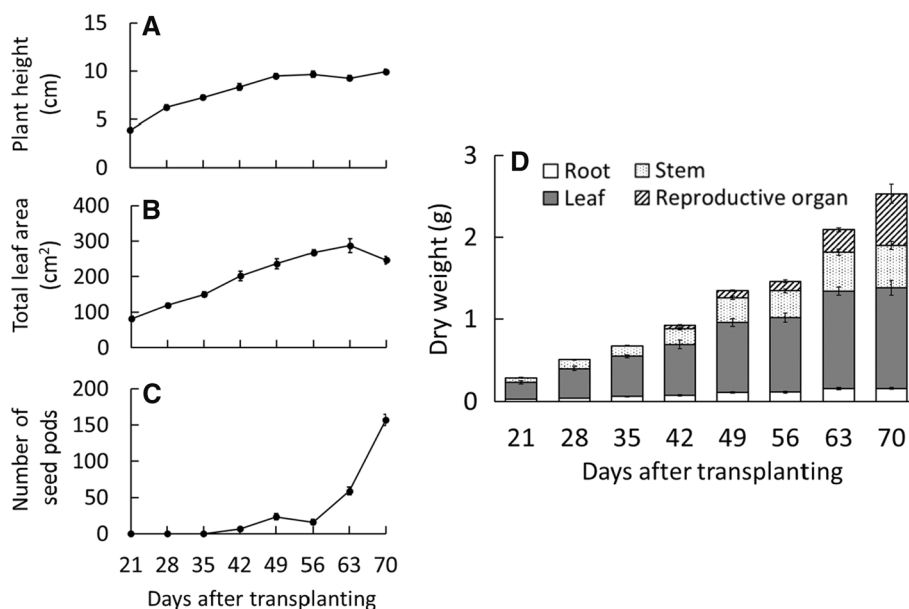 A
Plant height
(cm)
15
10
5
0
B
Total leaf area
(cm²)
400
300
200
100
0
C
Number of
seed pods
200
150
100
50
0
21 28 35 42 49 56 63 70
Days after transplanting
D
Root Stem
Leaf Reproductive organ
Dry weight (g)
3
2
1
0
21 28 35 42 49 56 63 70
Days after transplanting